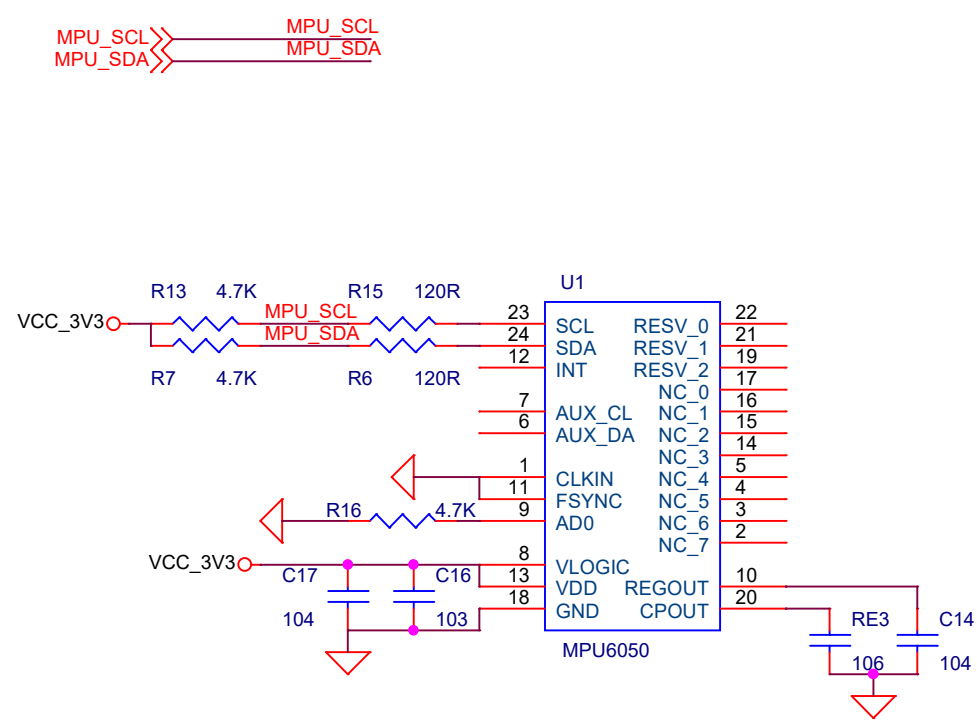 MPU_SCL MPU_SCL
MPU_SDA MPU_SDA
U1
R13 4.7K R15 120R
VCC_3V3 MPU_SCL 23 SCL RESV_0 22
MPU_SDA 24 SDA RESV_1 21
R7 4.7K R6 120R 12 INT RESV_2 19
NC_0 17
7 AUX_CL NC_1 16
6 AUX_DA NC_2 15
NC_3 14
1 CLKIN NC_4 5
11 FSYNC NC_5 4
R16 4.7K 9 AD0 NC_6 3
NC_7 2
VCC_3V3 8 VLOGIC
C17 C16 13 VDD REGOUT 10
104 103 18 GND CPOUT 20
MPU6050
RE3 C14
106 104